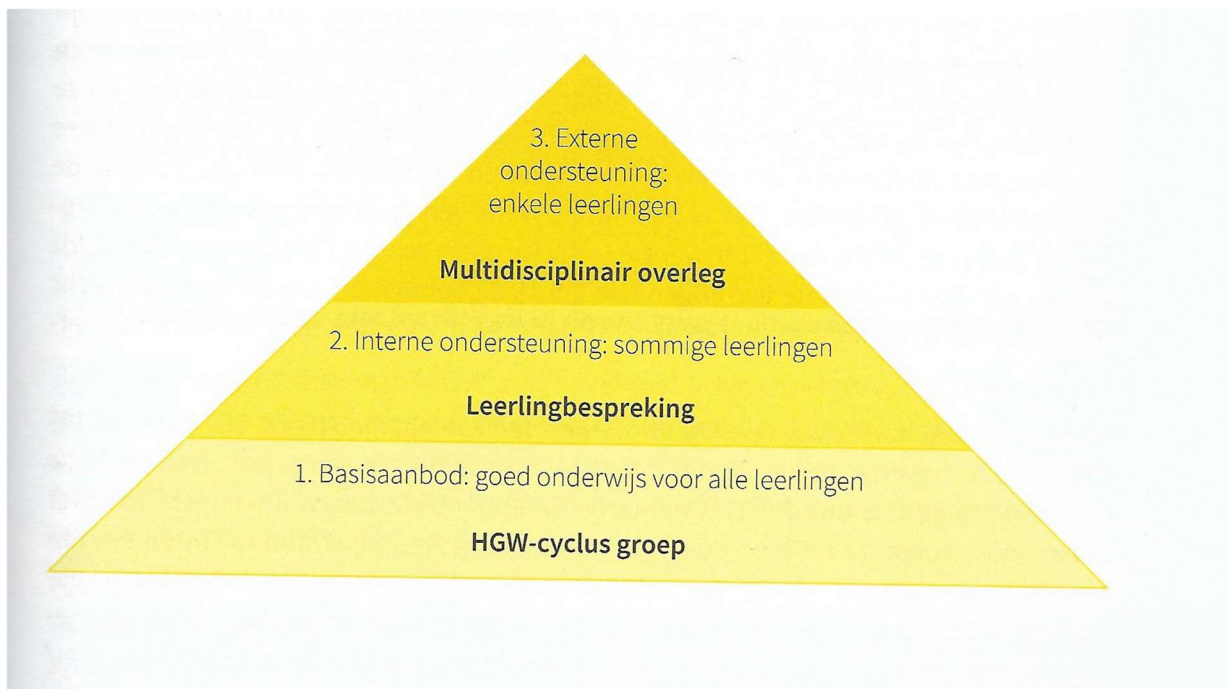 3. Externe
ondersteuning:
enkele leerlingen
Multidisciplinair overleg
2. Interne ondersteuning: sommige leerlingen
Leerlingbespreking
1. Basisaanbod: goed onderwijs voor alle leerlingen
HGW-cyclus groep